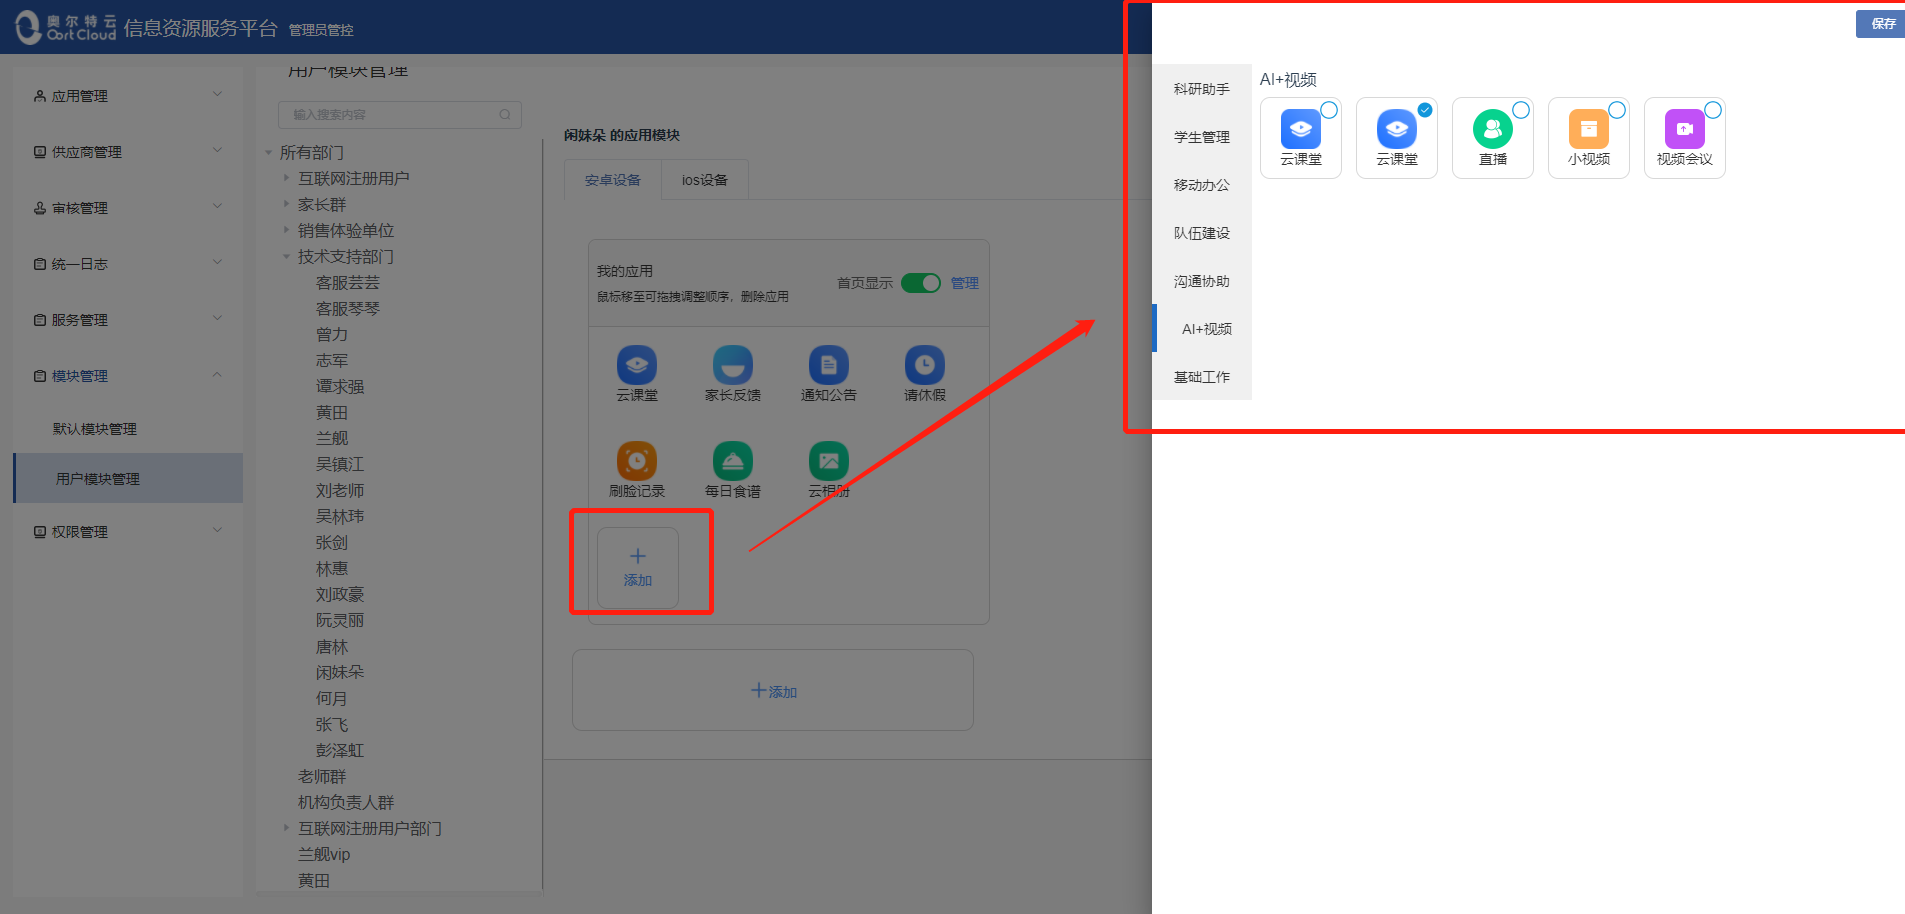 奥尔特云
Oort Cloud
信息资源服务平台
管理员管控
保存
应用管理
供应商管理
审核管理
统一日志
服务管理
模块管理
默认模块管理
用户模块管理
权限管理
用户模块管理
输入搜索内容
所有部门
互联网注册用户
家长群
销售体验单位
技术支持部门
客服芸芸
客服琴琴
曾力
志军
谭求强
黄田
兰舰
吴镇江
刘老师
吴林玮
张剑
林惠
刘政豪
阮灵丽
唐林
闲妹朵
何月
张飞
彭泽虹
老师群
机构负责人群
互联网注册用户部门
兰舰vip
黄田
闲妹朵 的应用模块
安卓设备
ios设备
我的应用
鼠标移至可拖拽调整顺序，删除应用
首页显示
管理
云课堂
家长反馈
通知公告
请休假
刷脸记录
每日食谱
云相册
添加
添加
科研助手
学生管理
移动办公
队伍建设
沟通协助
AI+视频
基础工作
AI+视频
云课堂
云课堂
直播
小视频
视频会议